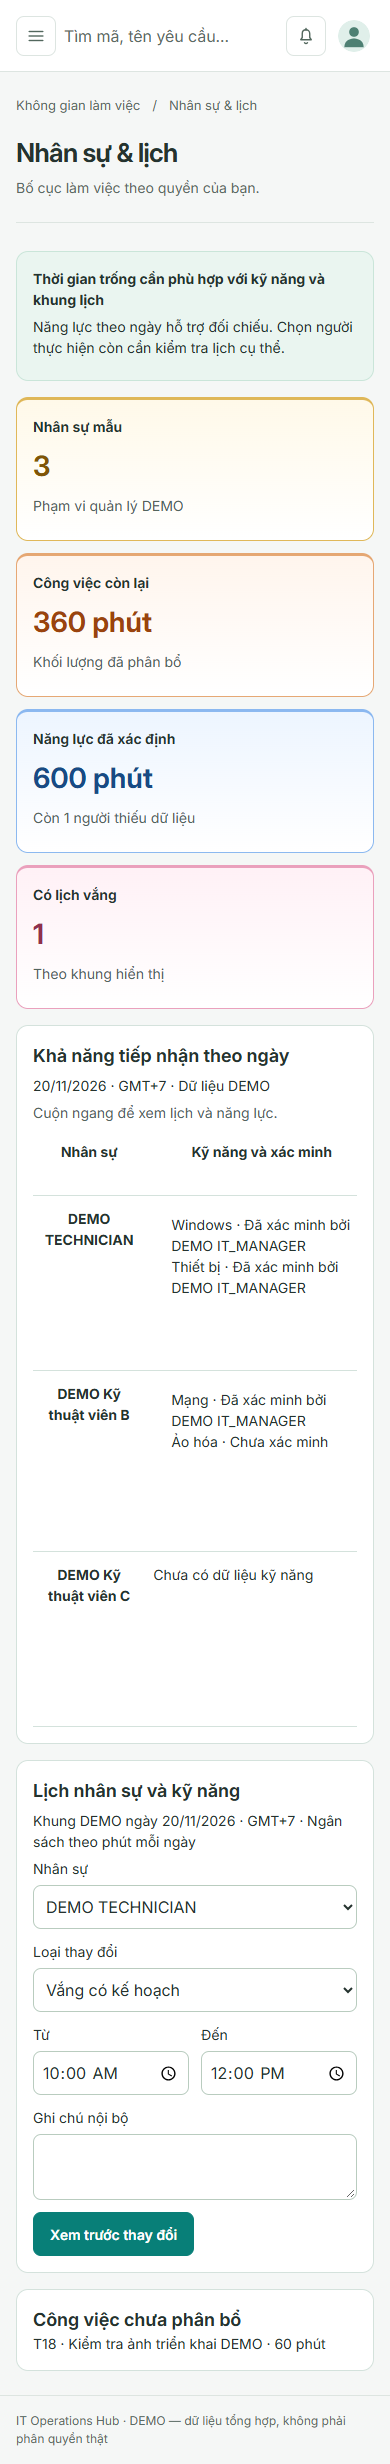 Tìm mã, tên yêu cầu...
Không gian làm việc / Nhân sự & lịch
Nhân sự & lịch
Bố cục làm việc theo quyền của bạn.
Thời gian trống cần phù hợp với kỹ năng và
khung lịch
Năng lực theo ngày hỗ trợ đối chiếu. Chọn người
thực hiện còn cần kiểm tra lịch cụ thể.
Nhân sự mẫu
3
Phạm vi quản lý DEMO
Công việc còn lại
360 phút
Khối lượng đã phân bổ
Năng lực đã xác định
600 phút
Còn 1 người thiếu dữ liệu
Có lịch vắng
1
Theo khung hiển thị
Khả năng tiếp nhận theo ngày
20/11/2026 · GMT+7 · Dữ liệu DEMO
Cuộn ngang để xem lịch và năng lực.
Nhân sự Kỹ năng và xác minh
DEMO
TECHNICIAN
Windows · Đã xác minh bởi
DEMO IT_MANAGER
Thiết bị · Đã xác minh bởi
DEMO IT_MANAGER
DEMO Kỹ
thuật viên B
Mạng · Đã xác minh bởi
DEMO IT_MANAGER
Ảo hóa · Chưa xác minh
DEMO Kỹ
thuật viên C
Chưa có dữ liệu kỹ năng
Lịch nhân sự và kỹ năng
Khung DEMO ngày 20/11/2026 · GMT+7 · Ngân
sách theo phút mỗi ngày
Nhân sự
DEMO TECHNICIAN
Loại thay đổi
Vắng có kế hoạch
Từ Đến
10:00 AM 12:00 PM
Ghi chú nội bộ
Xem trước thay đổi
Công việc chưa phân bổ
T18 · Kiểm tra ảnh triển khai DEMO · 60 phút
IT Operations Hub · DEMO — dữ liệu tổng hợp, không phải
phân quyền thật